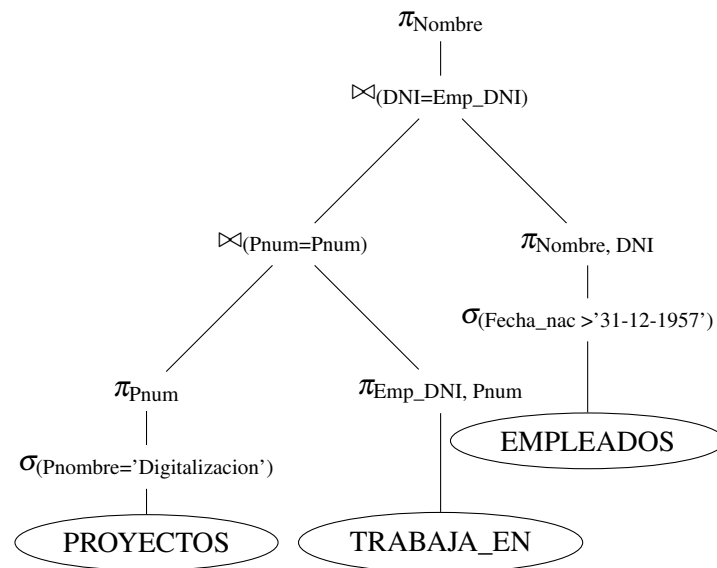 πNombre
⋈(DNI=Emp_DNI)
⋈(Pnum=Pnum)
πNombre, DNI
σ(Fecha_nac >'31-12-1957')
πPnum
πEmp_DNI, Pnum
EMPLEADOS
σ(Pnombre='Digitalizacion')
PROYECTOS
TRABAJA_EN